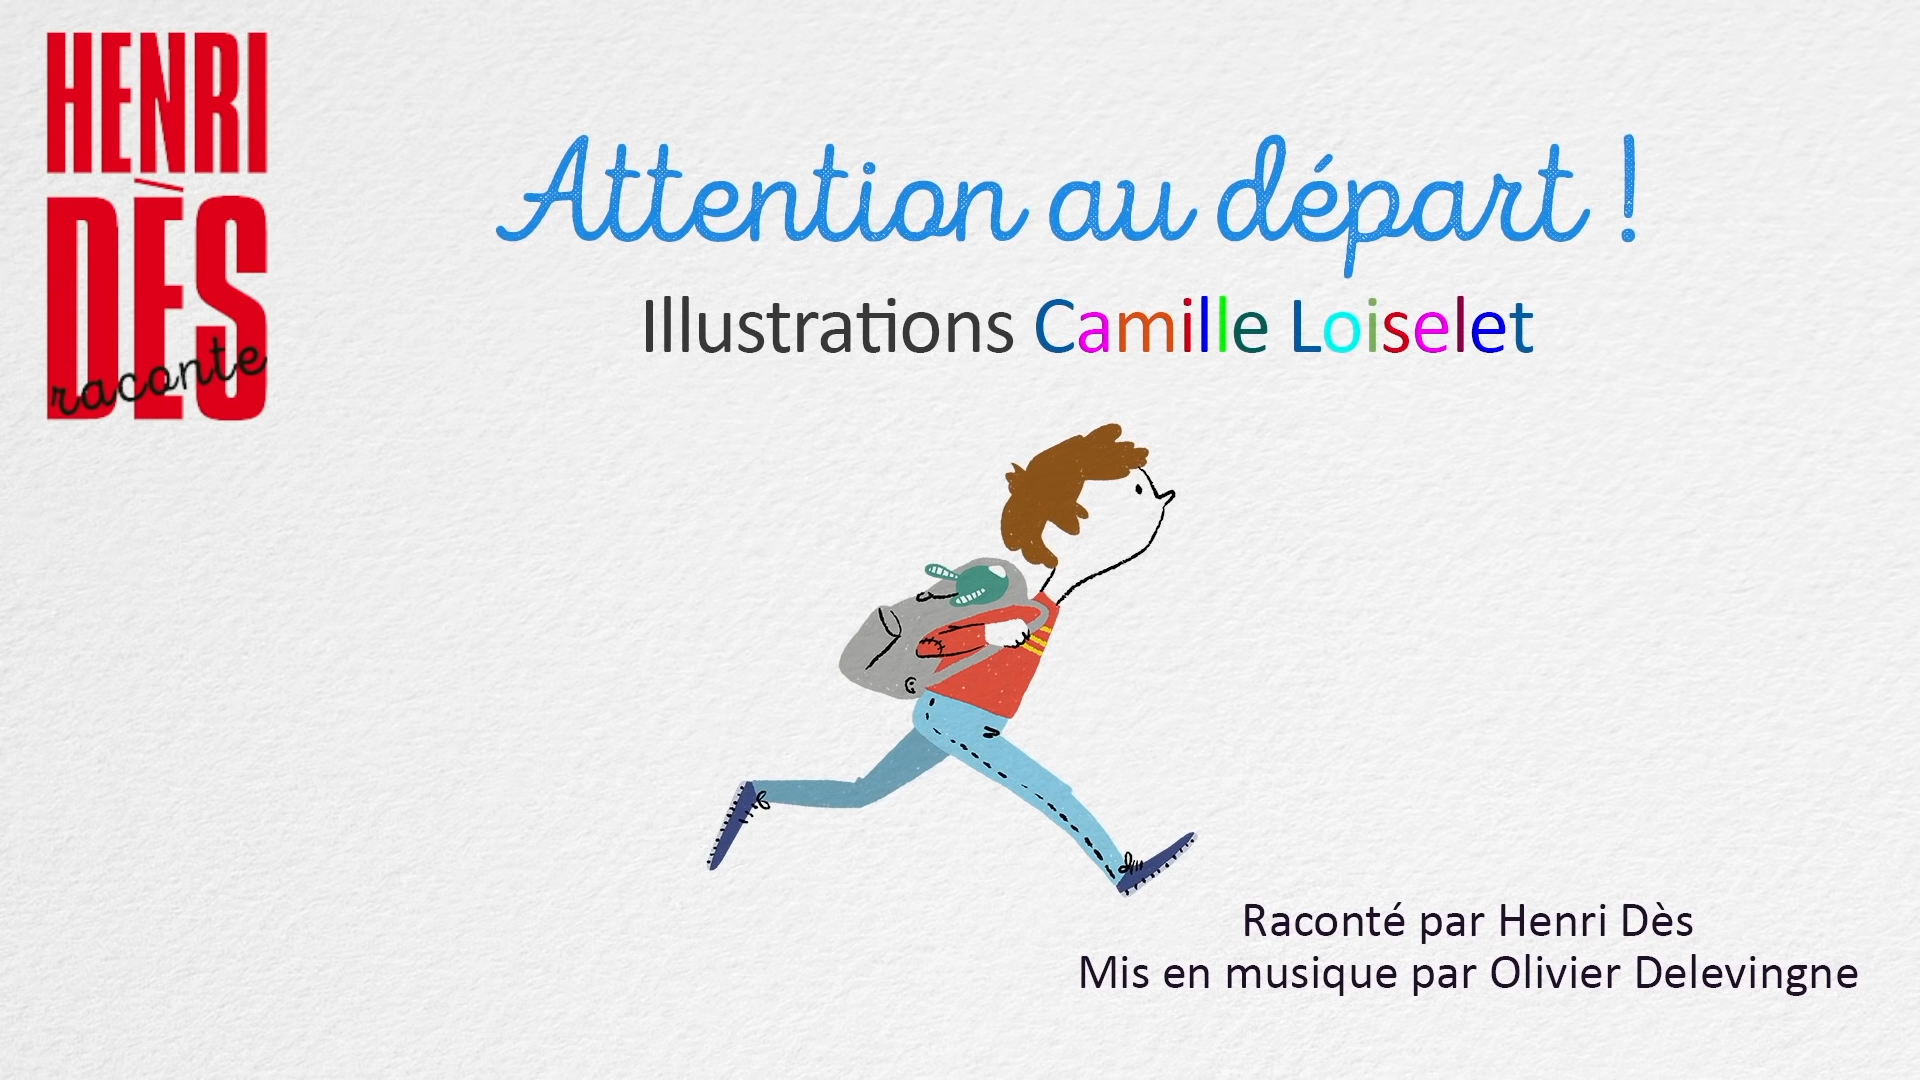 HENRI
DÈS
raconte
Attention au départ !
Illustrations Camille Loiselet
Raconté par Henri Dès
Mis en musique par Olivier Delevingne